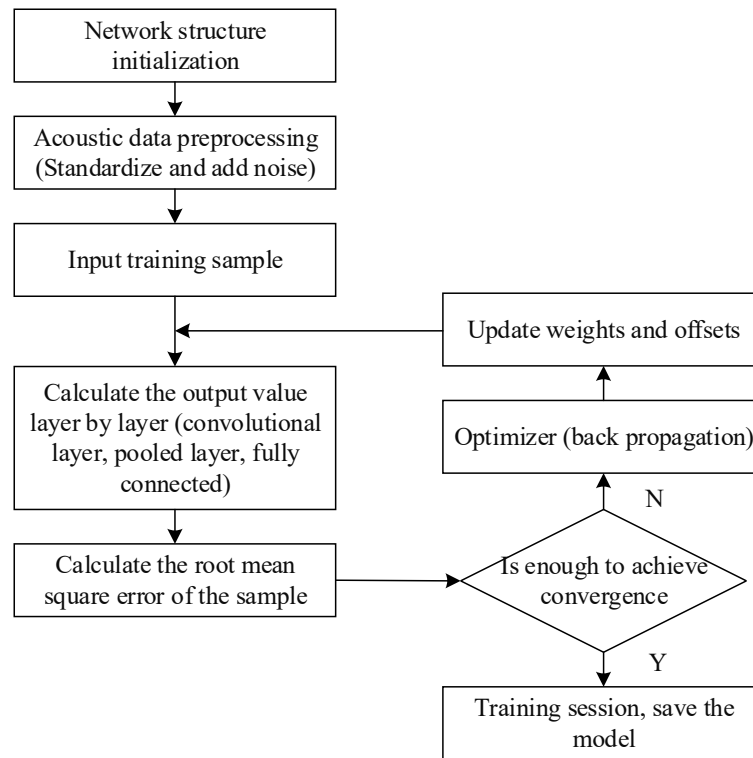 Network structure
initialization
Acoustic data preprocessing
(Standardize and add noise)
Input training sample
Update weights and offsets
Calculate the output value
layer by layer (convolutional
layer, pooled layer, fully
connected)
Optimizer (back propagation)
N
Calculate the root mean
square error of the sample
Is enough to achieve
convergence
Y
Training session, save the
model